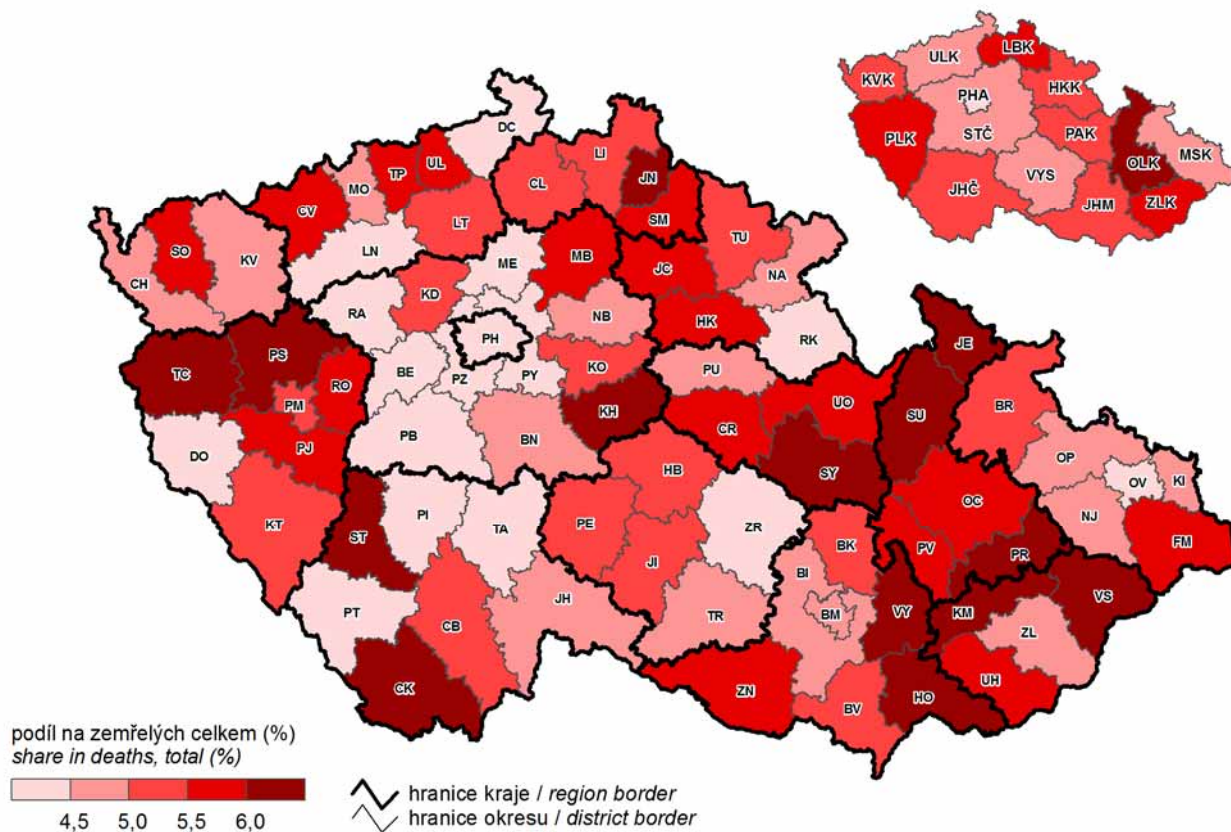 ULK
LBK
KVK
HKK
PHA
STČ
PLK
PAK
OLK
MSK
VYS
JHČ
JHM
ZLK
DC
LI
UL
TP
MO
CL
JN
CV
LT
SM
TU
SO
KV
LN
ME
MB
JC
NA
CH
KD
RA
NB
HK
PH
RK
JE
PS
TC
BE
PZ
PY
KO
PU
RO
PM
KH
UO
SU
BR
CR
DO
PJ
PB
BN
OP
HB
SY
OV
KI
OC
NJ
PI
TA
PE
ZR
KT
ST
BK
PV
FM
PR
JI
BI
VS
JH
BM
KM
PT
TR
VY
CB
ZL
CK
ZN
HO
UH
BV
podíl na zemřelých celkem (%)
share in deaths, total (%)
4,5 5,0 5,5 6,0
hranice kraje / region border
hranice okresu / district border